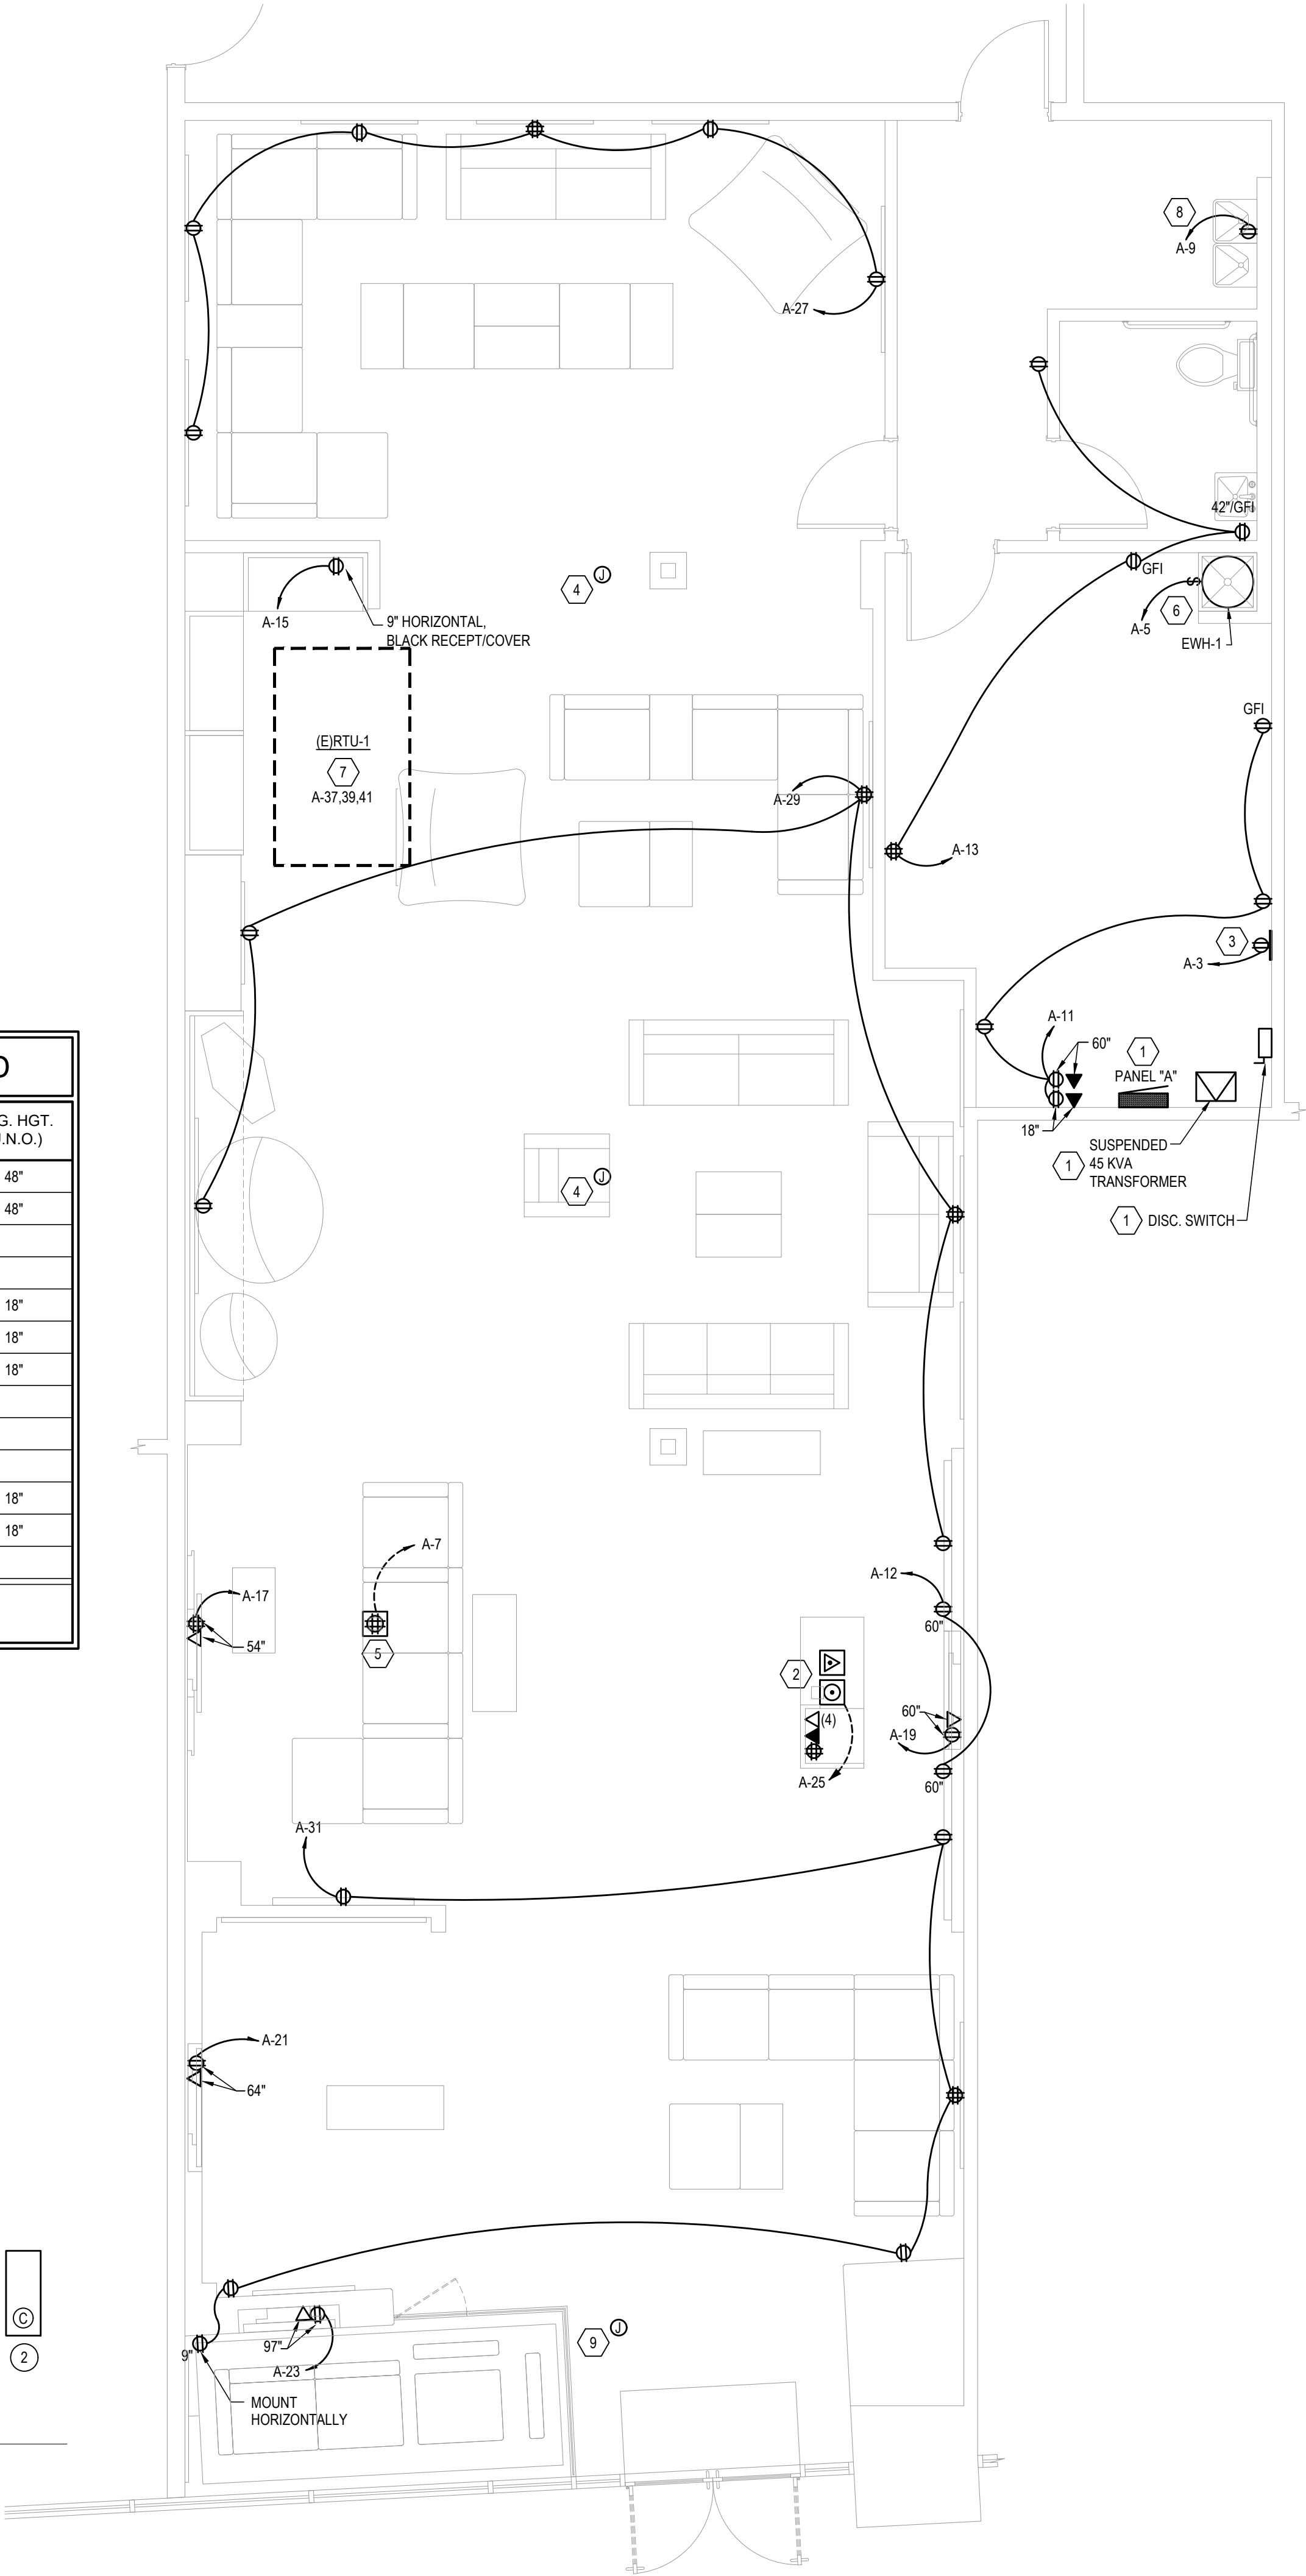 8
A-9
A-27
42"/GFI
GFI
4
J
A-15
9" HORIZONTAL,
BLACK RECEPT/COVER
6
A-5
EWH-1
GFI
(E)RTU-1
7
A-37,39,41
A-29
A-13
3
A-3
A-11
60"
1
PANEL "A"
18"
SUSPENDED
1
45 KVA
TRANSFORMER
1
DISC. SWITCH
G. HGT.
48"
48"
18"
18"
18"
18"
18"
4
J
A-7
A-12
A-17
54"
5
60"
2
60"
(4)
A-19
A-25
60"
A-31
A-21
64"
C
2
9
J
9"
97"
A-23
MOUNT
HORIZONTALLY